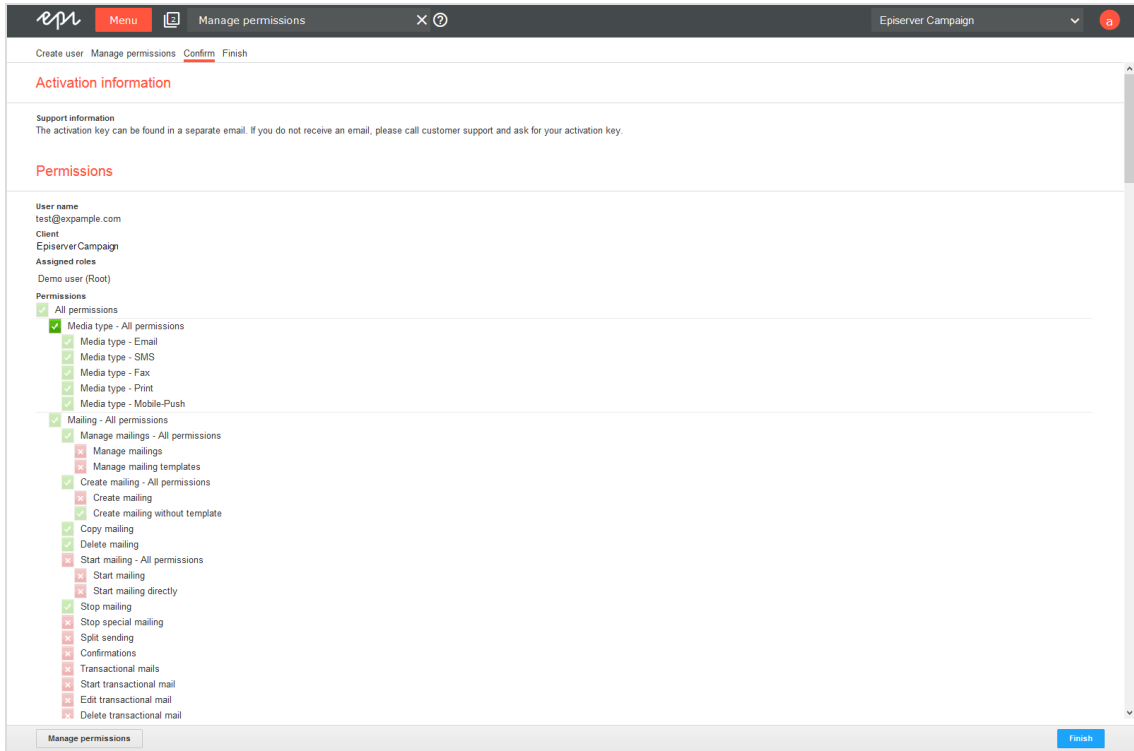 epi Menu 2 Manage permissions Episerver Campaign a
Create user Manage permissions Confirm Finish
Activation information
Support information
The activation key can be found in a separate email. If you do not receive an email, please call customer support and ask for your activation key.
Permissions
User name
test@expample.com
Client
Episerver Campaign
Assigned roles
Demo user (Root)
Permissions
All permissions
Media type - All permissions
Media type - Email
Media type - SMS
Media type - Fax
Media type - Print
Media type - Mobile-Push
Mailing - All permissions
Manage mailings - All permissions
Manage mailings
Manage mailing templates
Create mailing - All permissions
Create mailing
Create mailing without template
Copy mailing
Delete mailing
Start mailing - All permissions
Start mailing
Start mailing directly
Stop mailing
Stop special mailing
Split sending
Confirmations
Transactional mails
Start transactional mail
Edit transactional mail
Delete transactional mail
Manage permissions Finish